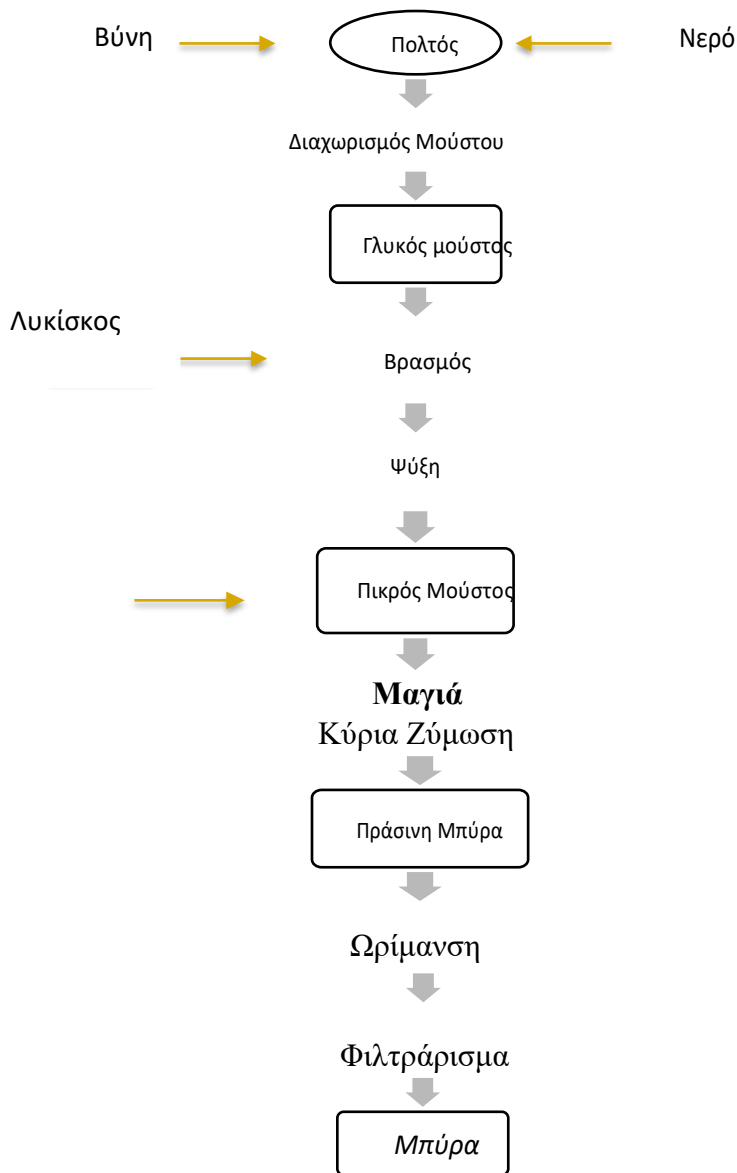 Βύνη
Πολτός
Νερό
Διαχωρισμός Μούστου
Γλυκός μούστος
Λυκίσκος
Βρασμός
Ψύξη
Πικρός Μούστος
Μαγιά
Κύρια Ζύμωση
Πράσινη Μπύρα
Ωρίμανση
Φιλτράρισμα
Μπύρα